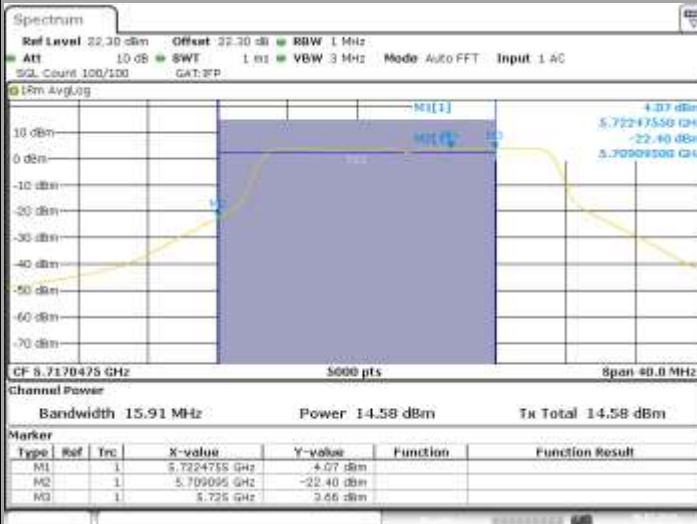 Spectrum
Ref Level 22.30 dBm Offset 22.30 dB RBW 1 MHz
Att 10 dB SWT 1 ms VBW 3 MHz Mode Auto FFT Input 1 AC
SGL Count 100/100 GAT:IFP
1Rm AvgLog
M1[1] 4.07 dBm
5.72247550 GHz
10 dBm
-22.40 dBm
0 dBm
5.70909500 GHz
-10 dBm
-20 dBm
-30 dBm
-40 dBm
-50 dBm
-60 dBm
-70 dBm
CF 5.7170475 GHz 5000 pts Span 40.0 MHz
Channel Power
Bandwidth 15.91 MHz Power 14.58 dBm Tx Total 14.58 dBm
Marker
Type Ref Trc X-value Y-value Function Function Result
M1 1 5.7224755 GHz 4.07 dBm
M2 1 5.709095 GHz -22.40 dBm
M3 1 5.725 GHz 3.66 dBm